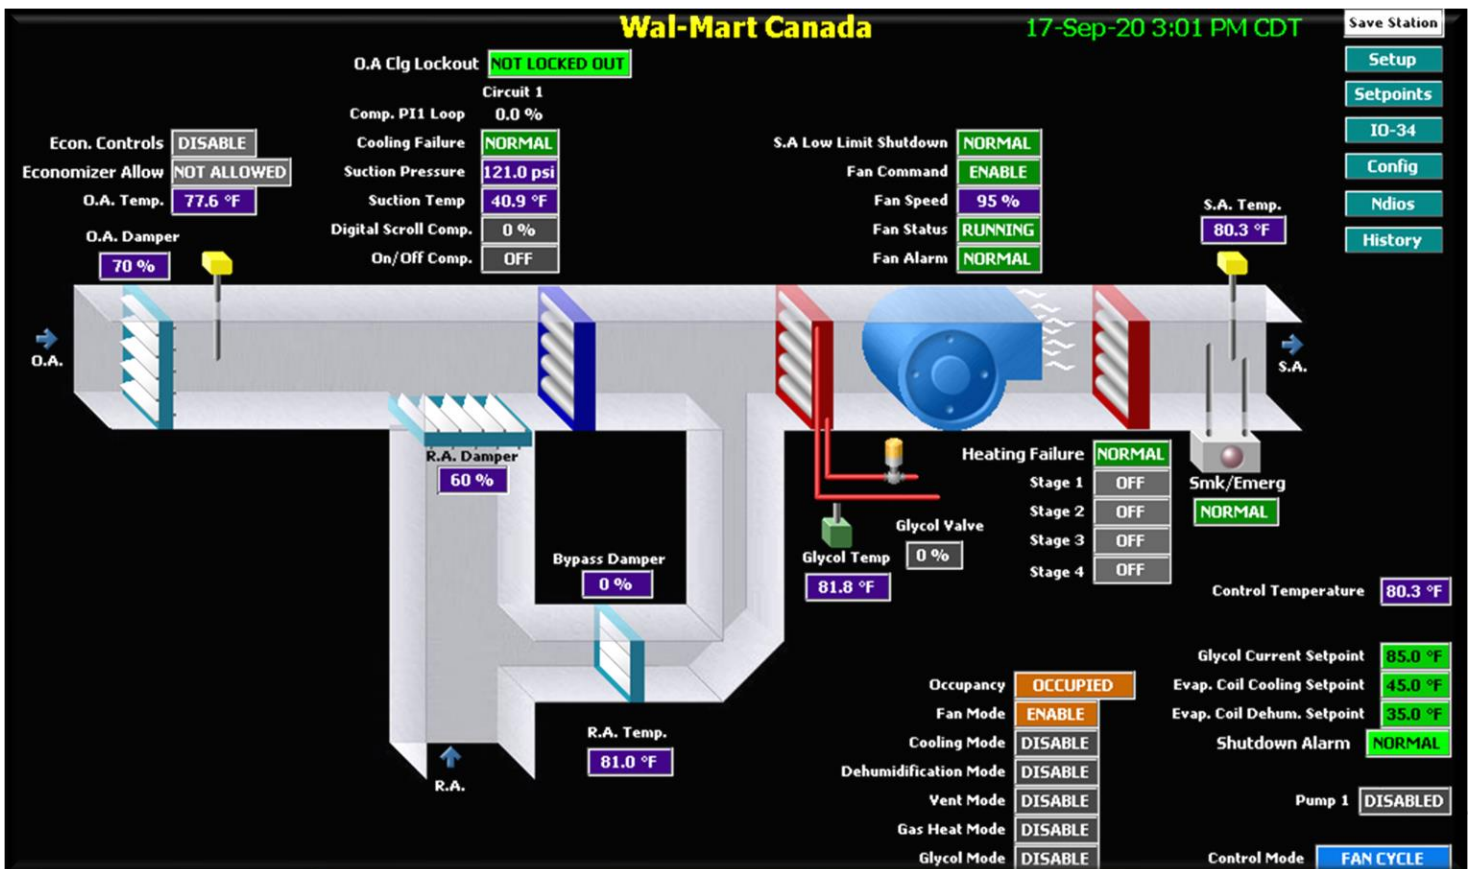 Wal-Mart Canada
17-Sep-20 3:01 PM CDT
Save Station
Setup
Setpoints
IO-34
Config
Ndios
History
O.A Clg Lockout NOT LOCKED OUT
Circuit 1
Comp. PI1 Loop 0.0 %
Cooling Failure NORMAL
Suction Pressure 121.0 psi
Suction Temp 40.9 °F
Digital Scroll Comp. 0 %
On/Off Comp. OFF
Econ. Controls DISABLE
Economizer Allow NOT ALLOWED
O.A. Temp. 77.6 °F
O.A. Damper
70 %
S.A Low Limit Shutdown NORMAL
Fan Command ENABLE
Fan Speed 95 %
Fan Status RUNNING
Fan Alarm NORMAL
S.A. Temp.
80.3 °F
O.A.
S.A.
R.A. Damper
60 %
Bypass Damper
0 %
R.A. Temp.
81.0 °F
R.A.
Glycol Temp
81.8 °F
Glycol Valve
0 %
Heating Failure NORMAL
Stage 1 OFF
Stage 2 OFF
Stage 3 OFF
Stage 4 OFF
Smk/Emerg
NORMAL
Control Temperature 80.3 °F
Glycol Current Setpoint 85.0 °F
Evap. Coil Cooling Setpoint 45.0 °F
Evap. Coil Dehum. Setpoint 35.0 °F
Shutdown Alarm NORMAL
Pump 1 DISABLED
Control Mode FAN CYCLE
Occupancy OCCUPIED
Fan Mode ENABLE
Cooling Mode DISABLE
Dehumidification Mode DISABLE
Vent Mode DISABLE
Gas Heat Mode DISABLE
Glycol Mode DISABLE